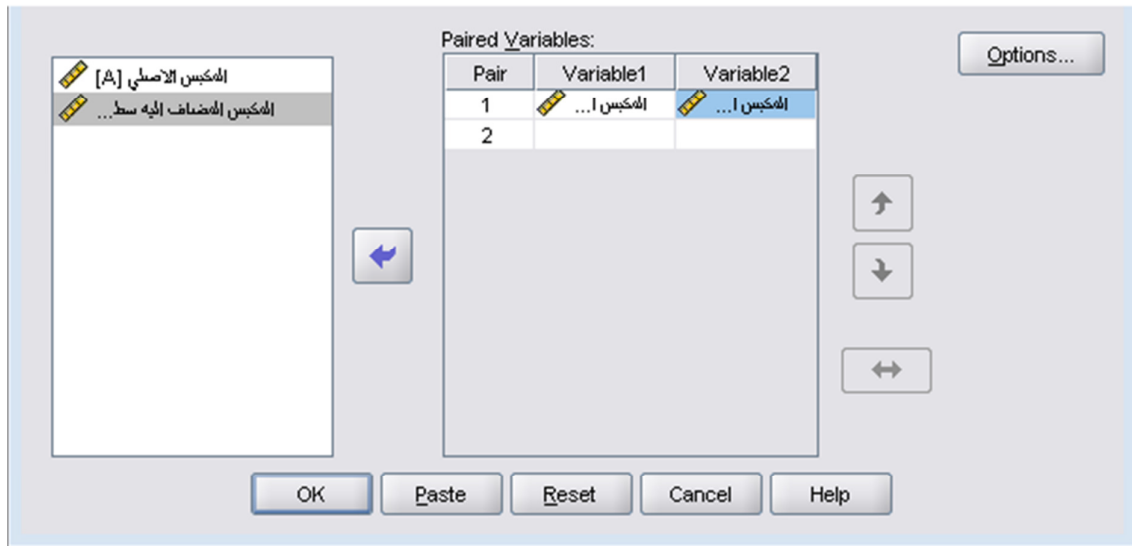 Paired Variables:
Options...
المكبس الاصلي [A]
المكبس المضاف اليه سط...
Pair Variable1 Variable2
1 المكبس ا... المكبس ا...
2
OK Paste Reset Cancel Help